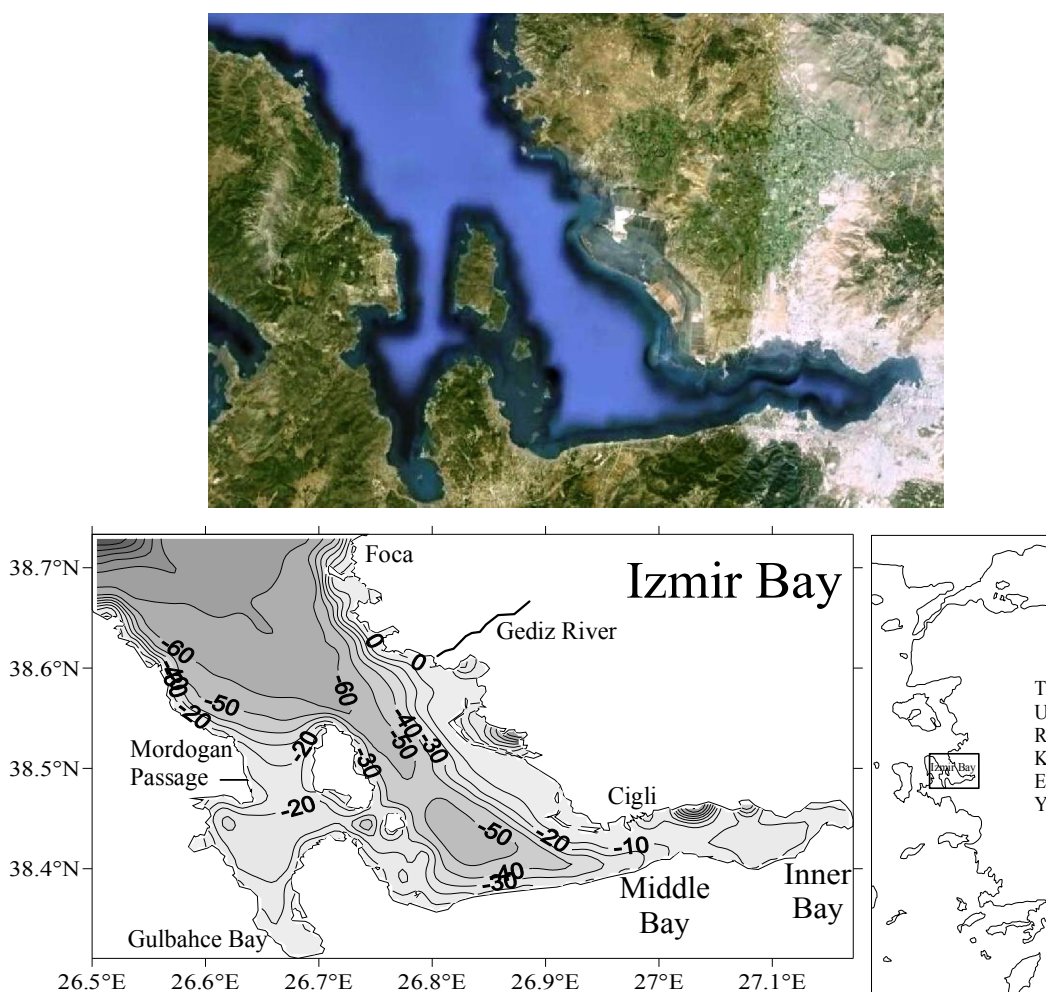 Foca
Izmir Bay
38.7°N
Gediz River
0
0
-60
38.6°N
-60
-40
-50
-20
-40
-30
-50
Mordogan
Passage
-20
-30
38.5°N
Cigli
-20
-50
-20
-10
38.4°N
-40
-30
Middle
Bay
Inner
Bay
Gulbahce Bay
26.5°E
26.6°E
26.7°E
26.8°E
26.9°E
27°E
27.1°E
Izmir Bay
T
U
R
K
E
Y